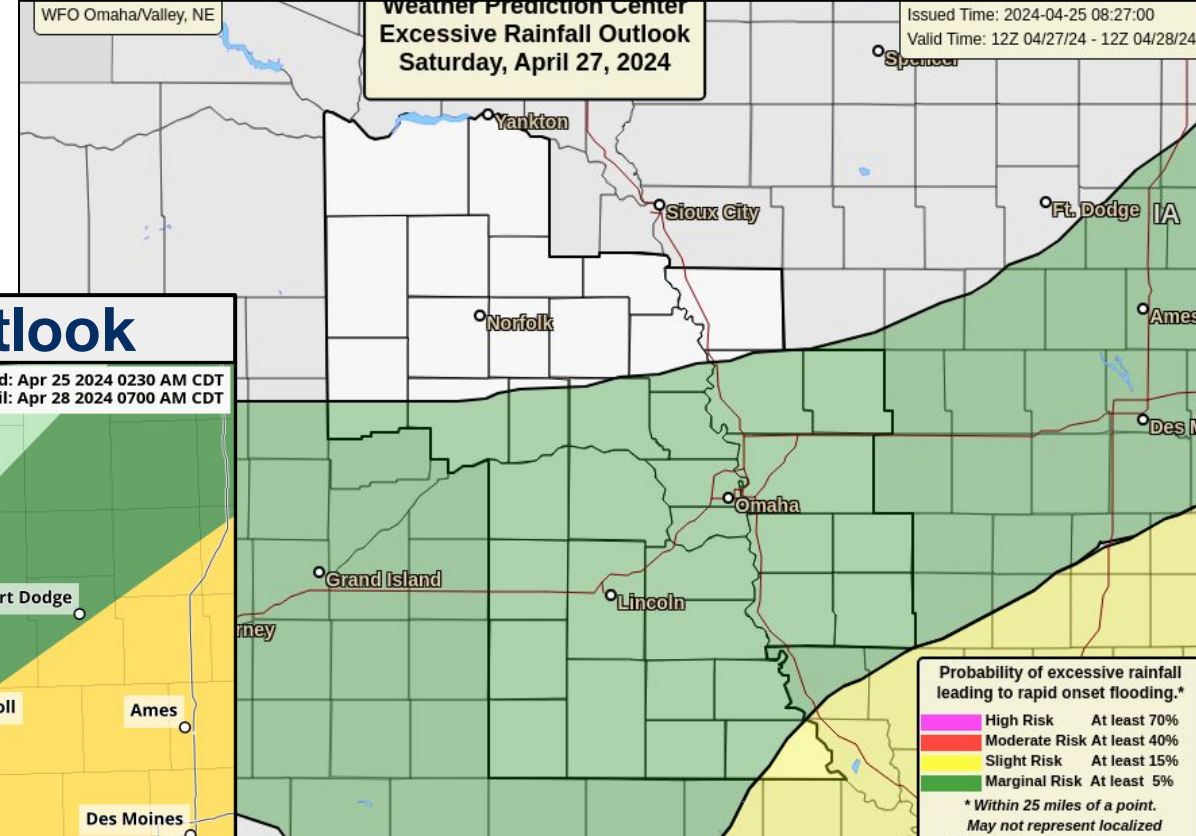 WFO Omaha/Valley, NE
Weather Prediction Center
Excessive Rainfall Outlook
Saturday, April 27, 2024
Issued Time: 2024-04-25 08:27:00
Valid Time: 12Z 04/27/24 - 12Z 04/28/24
Spencer
Yankton
Sioux City
Ft. Dodge
IA
Norfolk
Ames
tlook
d: Apr 25 2024 0230 AM CDT
il: Apr 28 2024 0700 AM CDT
Des M
Omaha
Grand Island
Lincoln
rt Dodge
rney
oll
Ames
Des Moines
Probability of excessive rainfall
leading to rapid onset flooding.*
High Risk At least 70%
Moderate Risk At least 40%
Slight Risk At least 15%
Marginal Risk At least 5%
* Within 25 miles of a point.
May not represent localized